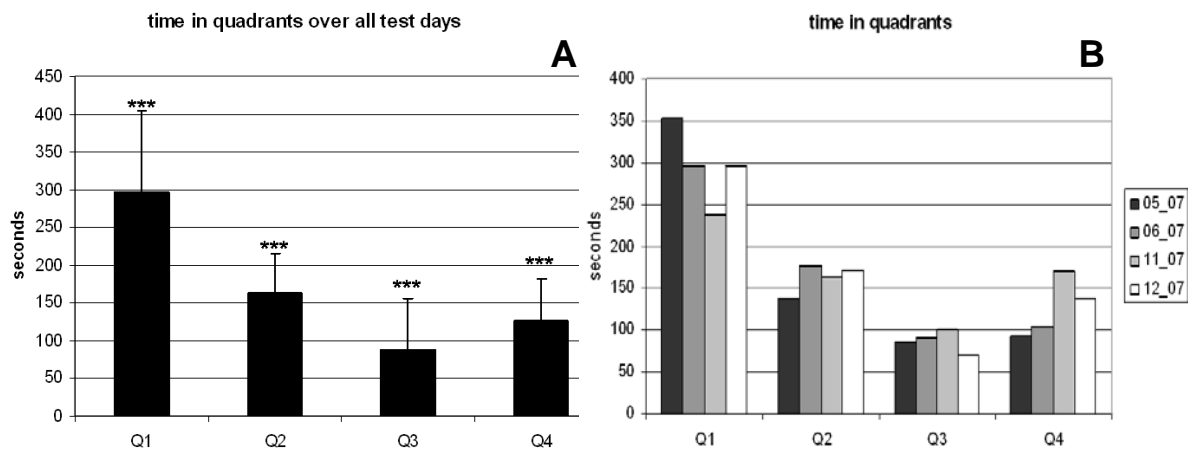 time in quadrants over all test days
A
450
400
350
300
250
200
150
100
50
0
seconds
***
***
***
***
Q1
Q2
Q3
Q4
time in quadrants
B
400
350
300
250
200
150
100
50
0
seconds
Q1
Q2
Q3
Q4
05_07
06_07
11_07
12_07